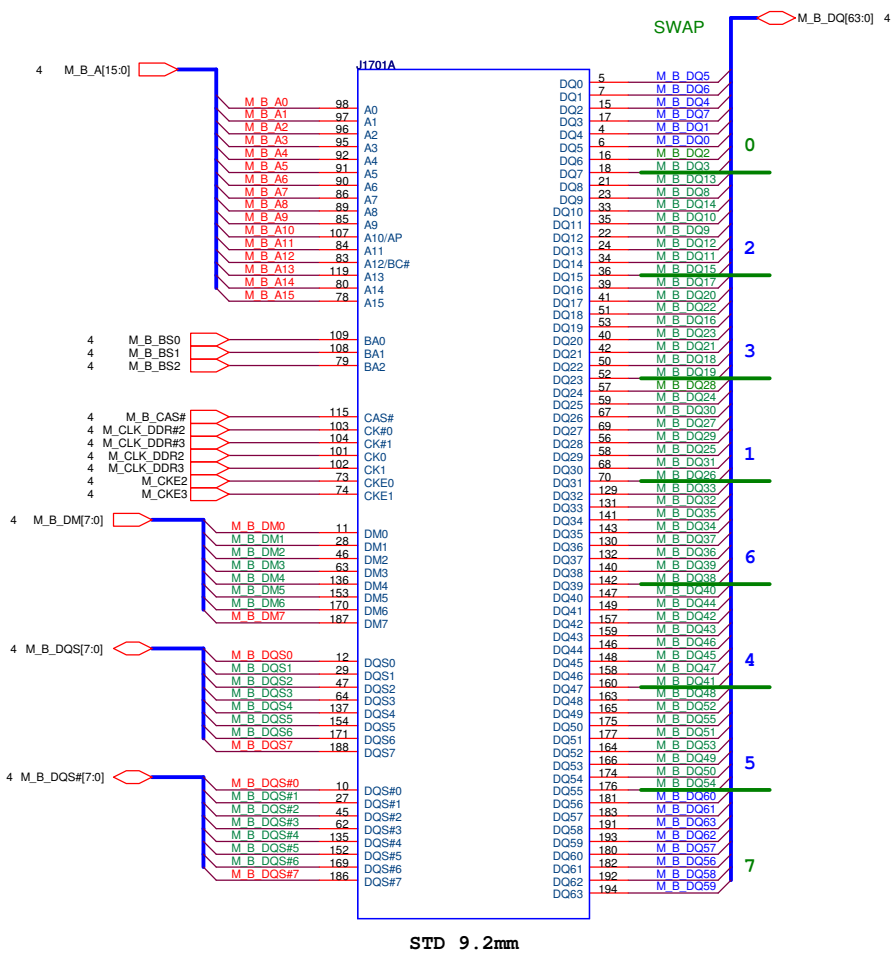 SWAP
M_B_DQ[63:0] 4
4 M_B_A[15:0]
J1701A
M_B_A0 98 A0
M_B_A1 97 A1
M_B_A2 96 A2
M_B_A3 95 A3
M_B_A4 92 A4
M_B_A5 91 A5
M_B_A6 90 A6
M_B_A7 86 A7
M_B_A8 89 A8
M_B_A9 85 A9
M_B_A10 107 A10/AP
M_B_A11 84 A11
M_B_A12 83 A12/BC#
M_B_A13 119 A13
M_B_A14 80 A14
M_B_A15 78 A15
4 M_B_BS0 109 BA0
4 M_B_BS1 108 BA1
4 M_B_BS2 79 BA2
4 M_B_CAS# 115 CAS#
4 M_CLK_DDR#2 103 CK#0
4 M_CLK_DDR#3 104 CK#1
4 M_CLK_DDR2 101 CK0
4 M_CLK_DDR3 102 CK1
4 M_CKE2 73 CKE0
4 M_CKE3 74 CKE1
4 M_B_DM[7:0]
M_B_DM0 11 DM0
M_B_DM1 28 DM1
M_B_DM2 46 DM2
M_B_DM3 63 DM3
M_B_DM4 136 DM4
M_B_DM5 153 DM5
M_B_DM6 170 DM6
M_B_DM7 187 DM7
4 M_B_DQS[7:0]
M_B_DQS0 12 DQS0
M_B_DQS1 29 DQS1
M_B_DQS2 47 DQS2
M_B_DQS3 64 DQS3
M_B_DQS4 137 DQS4
M_B_DQS5 154 DQS5
M_B_DQS6 171 DQS6
M_B_DQS7 188 DQS7
4 M_B_DQS#[7:0]
M_B_DQS#0 10 DQS#0
M_B_DQS#1 27 DQS#1
M_B_DQS#2 45 DQS#2
M_B_DQS#3 62 DQS#3
M_B_DQS#4 135 DQS#4
M_B_DQS#5 152 DQS#5
M_B_DQS#6 169 DQS#6
M_B_DQS#7 186 DQS#7
DQ0 5 M_B_DQ5
DQ1 7 M_B_DQ6
DQ2 15 M_B_DQ4
DQ3 17 M_B_DQ7
DQ4 4 M_B_DQ1
DQ5 6 M_B_DQ0
0
DQ6 16 M_B_DQ2
DQ7 18 M_B_DQ3
DQ8 21 M_B_DQ13
DQ9 23 M_B_DQ8
DQ10 33 M_B_DQ14
DQ11 35 M_B_DQ10
DQ12 22 M_B_DQ9
DQ13 24 M_B_DQ12
2
DQ14 34 M_B_DQ11
DQ15 36 M_B_DQ15
DQ16 39 M_B_DQ17
DQ17 41 M_B_DQ20
DQ18 51 M_B_DQ22
DQ19 53 M_B_DQ16
DQ20 40 M_B_DQ23
DQ21 42 M_B_DQ21
3
DQ22 50 M_B_DQ18
DQ23 52 M_B_DQ19
DQ24 57 M_B_DQ28
DQ25 59 M_B_DQ24
DQ26 67 M_B_DQ30
DQ27 69 M_B_DQ27
DQ28 56 M_B_DQ29
DQ29 58 M_B_DQ25
1
DQ30 68 M_B_DQ31
DQ31 70 M_B_DQ26
DQ32 129 M_B_DQ33
DQ33 131 M_B_DQ32
DQ34 141 M_B_DQ35
DQ35 143 M_B_DQ34
DQ36 130 M_B_DQ37
DQ37 132 M_B_DQ36
6
DQ38 140 M_B_DQ39
DQ39 142 M_B_DQ38
DQ40 147 M_B_DQ40
DQ41 149 M_B_DQ44
DQ42 157 M_B_DQ42
DQ43 159 M_B_DQ43
DQ44 146 M_B_DQ46
DQ45 148 M_B_DQ45
4
DQ46 158 M_B_DQ47
DQ47 160 M_B_DQ41
DQ48 163 M_B_DQ48
DQ49 165 M_B_DQ52
DQ50 175 M_B_DQ55
DQ51 177 M_B_DQ51
DQ52 164 M_B_DQ53
DQ53 166 M_B_DQ49
5
DQ54 174 M_B_DQ50
DQ55 176 M_B_DQ54
DQ56 181 M_B_DQ60
DQ57 183 M_B_DQ61
DQ58 191 M_B_DQ63
DQ59 193 M_B_DQ62
DQ60 180 M_B_DQ57
DQ61 182 M_B_DQ56
7
DQ62 192 M_B_DQ58
DQ63 194 M_B_DQ59
STD 9.2mm